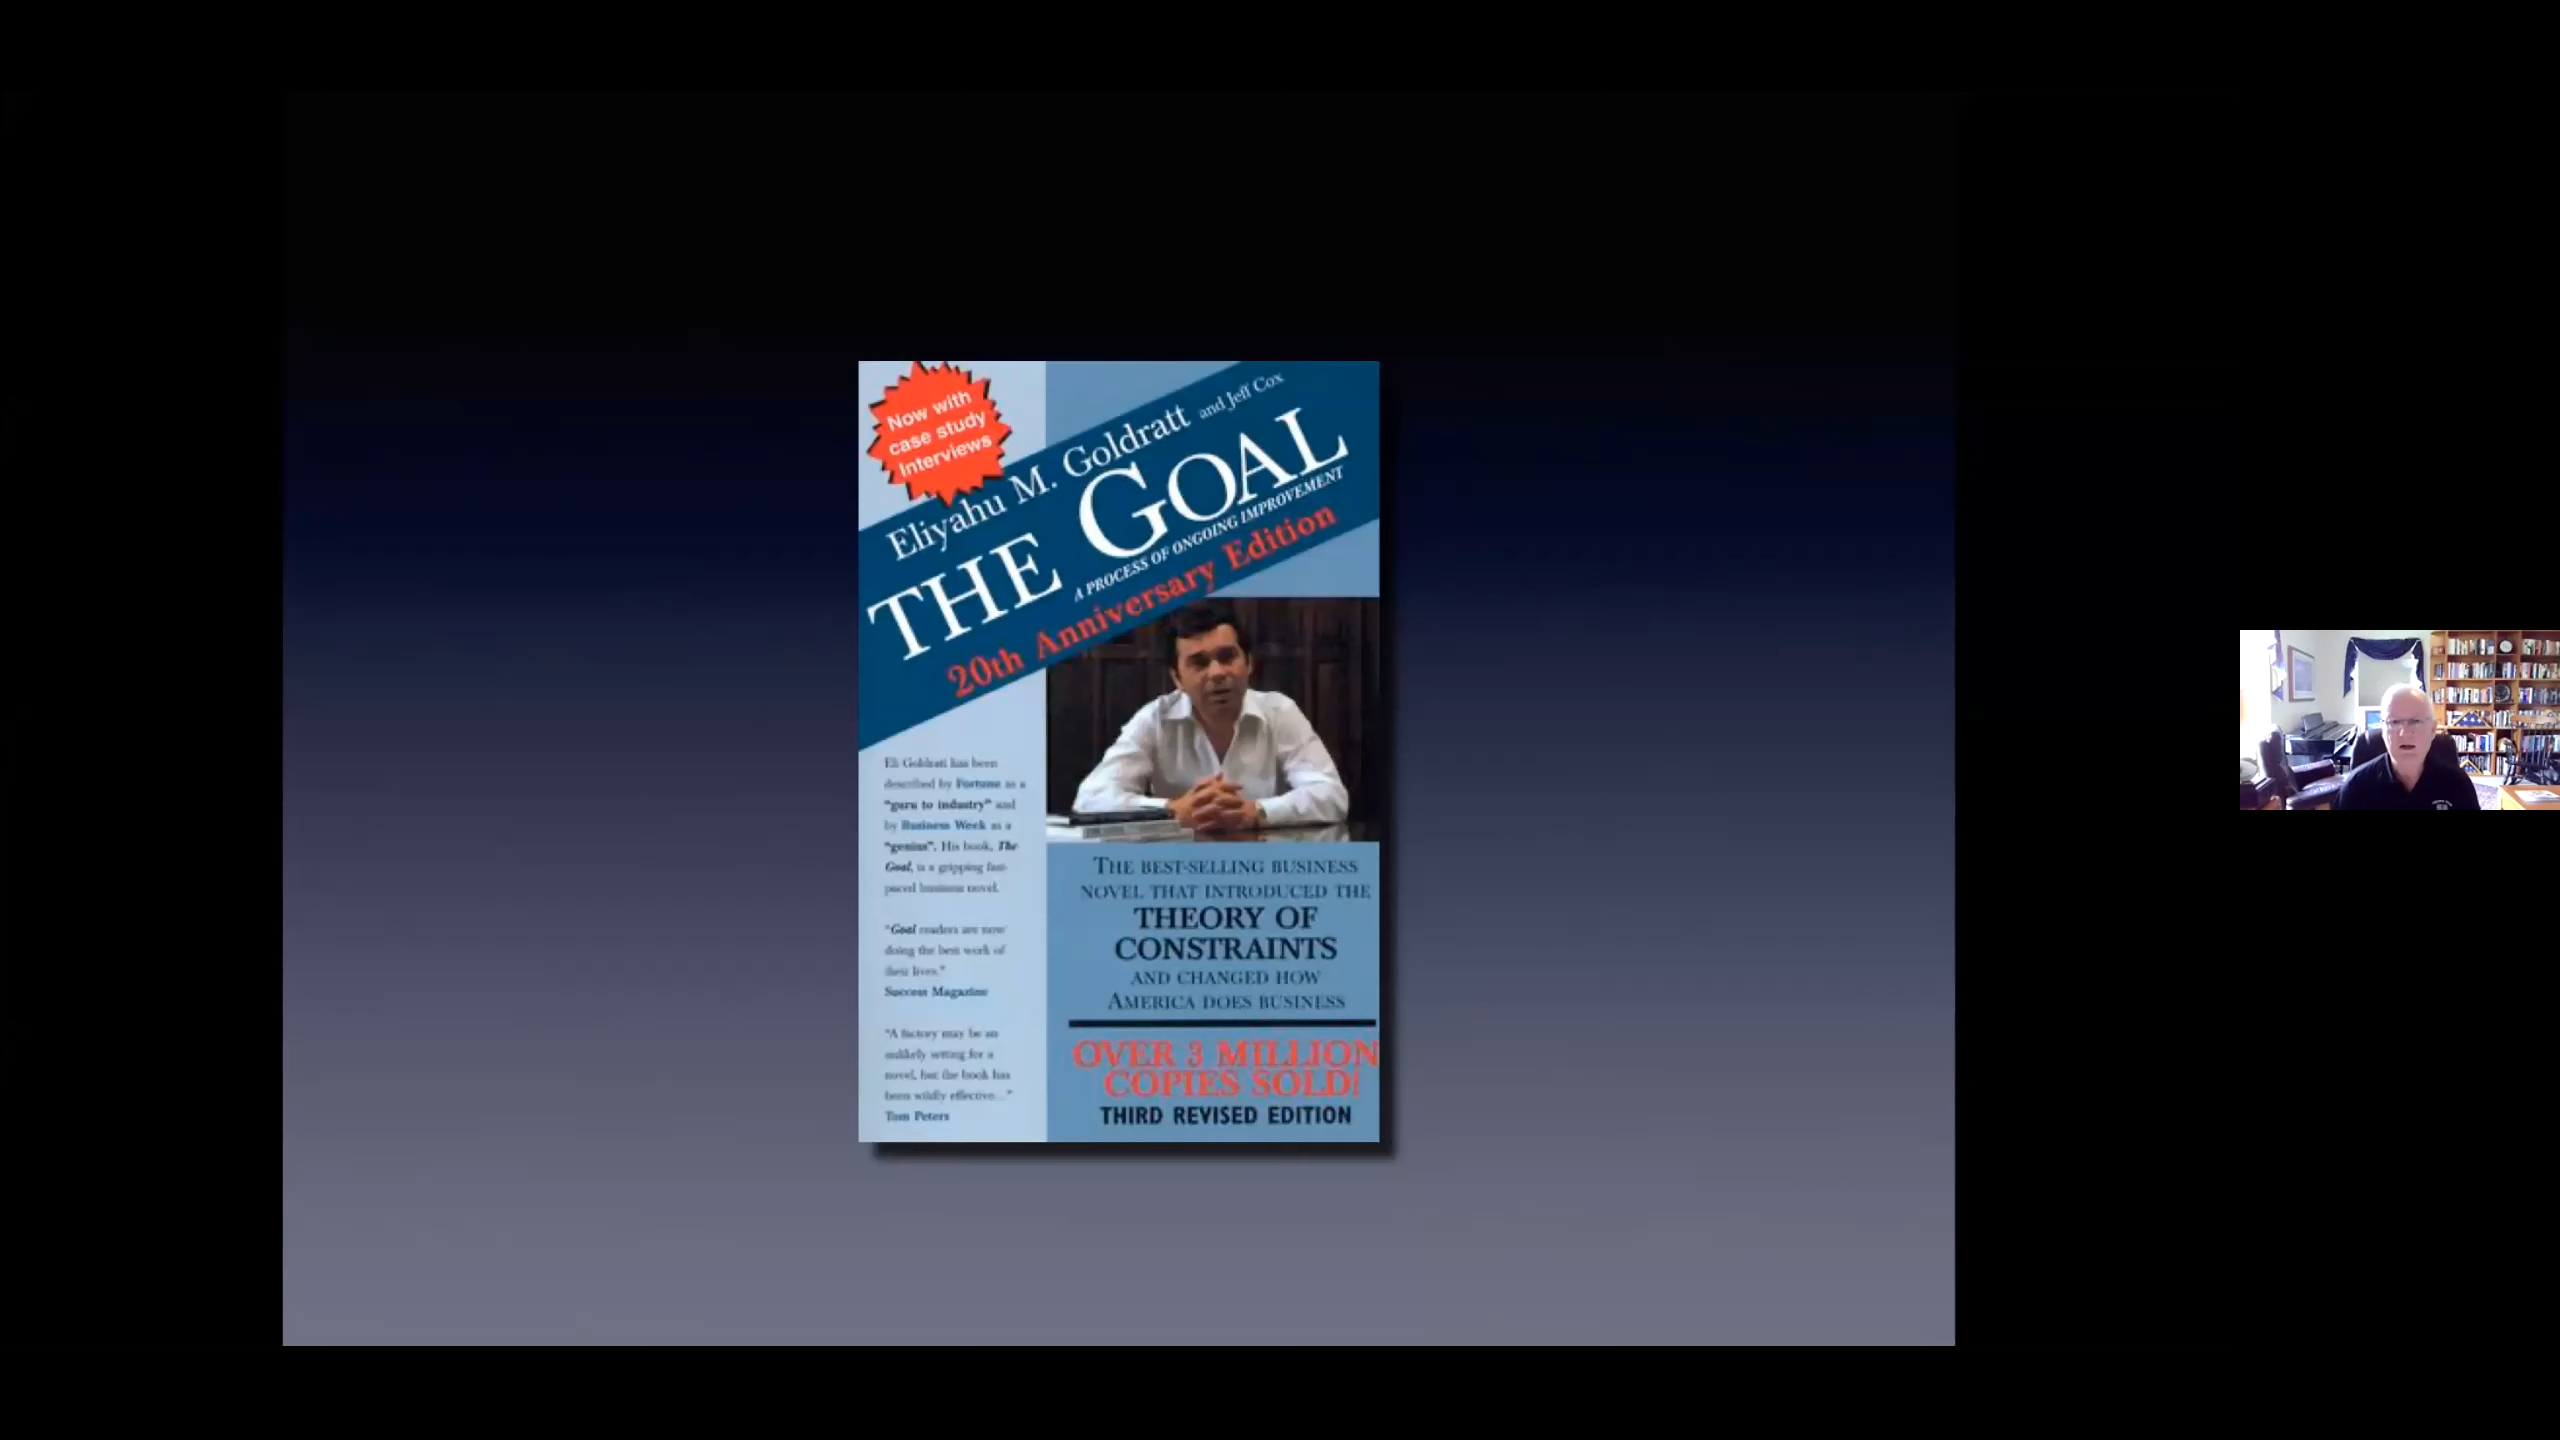 Now with
case study
Interviews
Eliyahu M. Goldratt and Jeff Cox
THE GOAL
A PROCESS OF ONGOING IMPROVEMENT
20th Anniversary Edition
Eli Goldratt has been
described by Fortune as a
"guru to industry" and
by Business Week as a
"genius". His book, The
Goal, is a gripping fast-
paced business novel.
"Goal readers are now
doing the best work of
their lives."
Success Magazine
"A factory may be an
unlikely setting for a
novel, but the book has
been wildly effective..."
Tom Peters
THE BEST-SELLING BUSINESS
NOVEL THAT INTRODUCED THE
THEORY OF
CONSTRAINTS
AND CHANGED HOW
AMERICA DOES BUSINESS
OVER 3 MILLION
COPIES SOLD!
THIRD REVISED EDITION